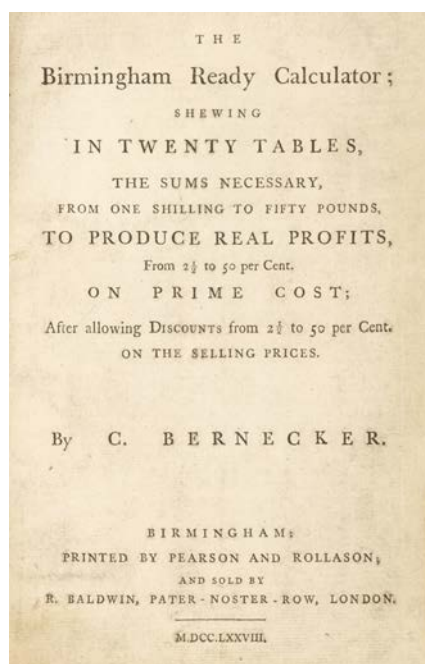 THE
Birmingham Ready Calculator;
SHEWING
IN TWENTY TABLES,
THE SUMS NECESSARY,
FROM ONE SHILLING TO FIFTY POUNDS,
TO PRODUCE REAL PROFITS,
From 2½ to 50 per Cent.
ON PRIME COST;
After allowing DISCOUNTS from 2½ to 50 per Cent.
ON THE SELLING PRICES.
By C. BERNECKER.
BIRMINGHAM:
PRINTED BY PEARSON AND ROLLASON;
AND SOLD BY
R. BALDWIN, PATER-NOSTER-ROW, LONDON.
M.DCC.LXXVIII.